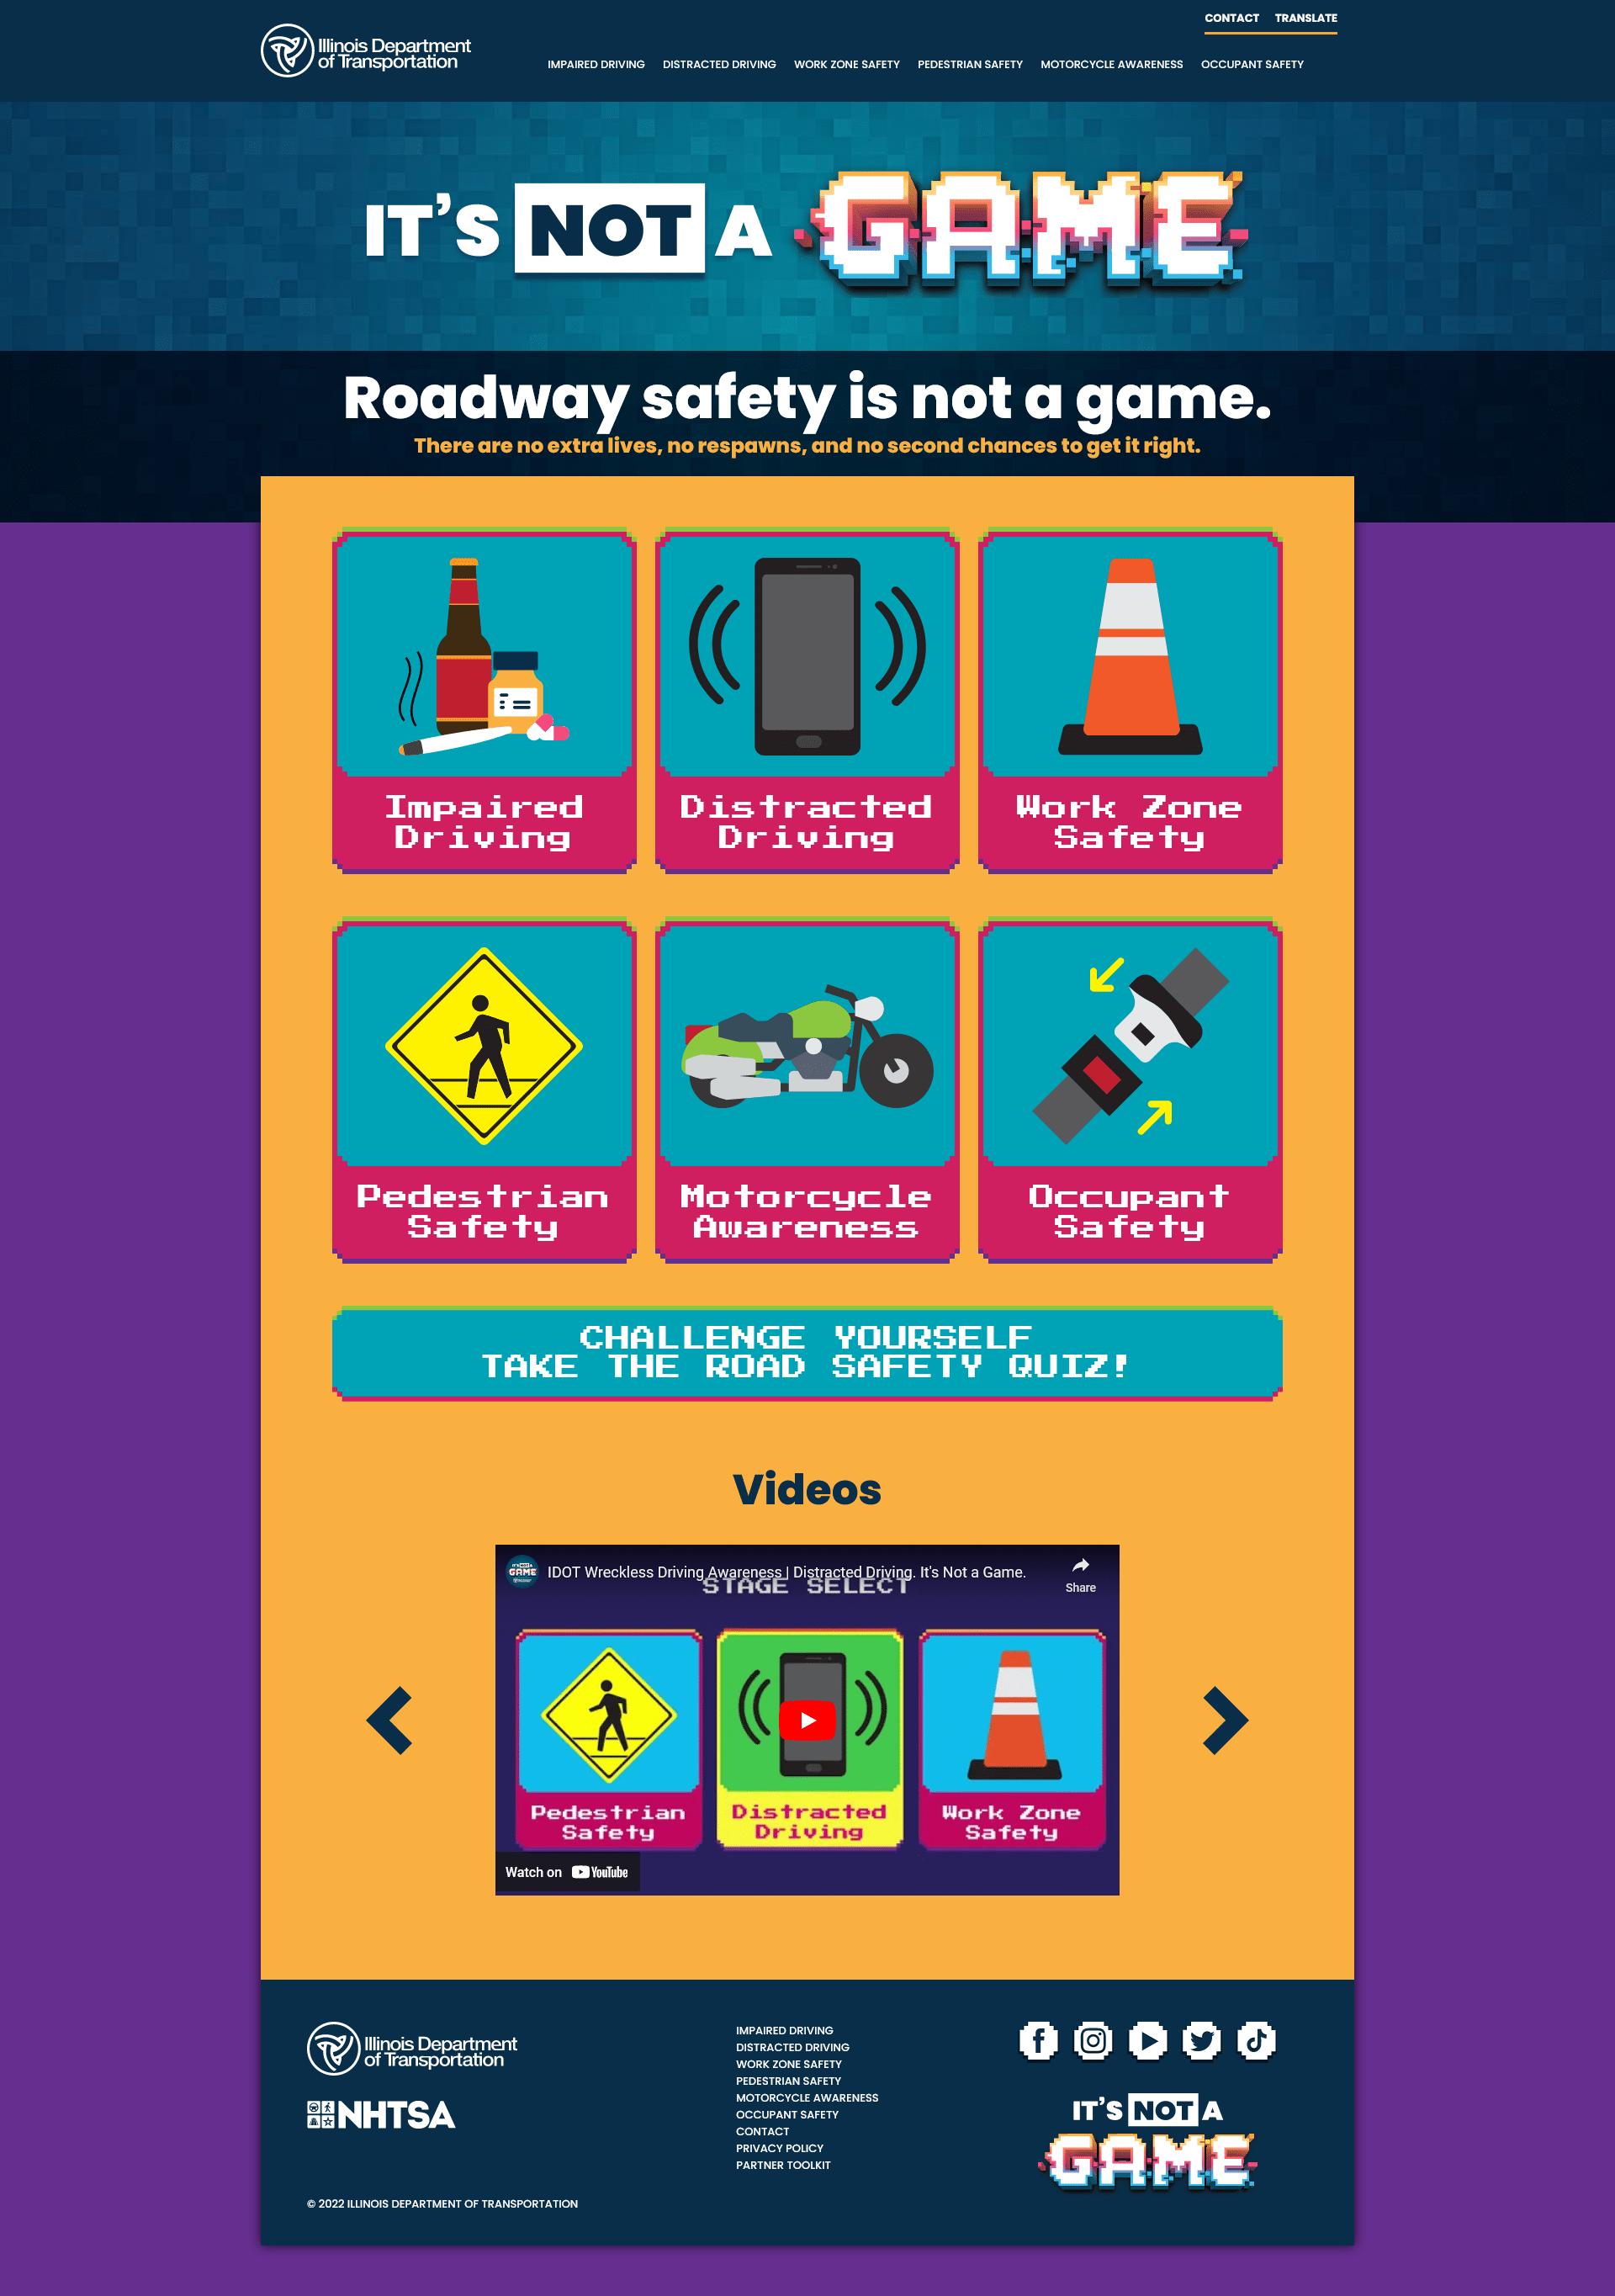 CONTACT TRANSLATE
Illinois Department
of Transportation
IMPAIRED DRIVING DISTRACTED DRIVING WORK ZONE SAFETY PEDESTRIAN SAFETY MOTORCYCLE AWARENESS OCCUPANT SAFETY
IT'S NOT A GAME
Roadway safety is not a game.
There are no extra lives, no respawns, and no second chances to get it right.
Impaired
Driving
Distracted
Driving
Work Zone
Safety
Pedestrian
Safety
Motorcycle
Awareness
Occupant
Safety
CHALLENGE YOURSELF
TAKE THE ROAD SAFETY QUIZ!
Videos
IT'S NOT A
GAME
IDOT Wreckless Driving Awareness | Distracted Driving. It's Not a Game.
Share
STAGE SELECT
Pedestrian
Safety
Distracted
Driving
Work Zone
Safety
Watch on YouTube
Illinois Department
of Transportation
NHTSA
© 2022 ILLINOIS DEPARTMENT OF TRANSPORTATION
IMPAIRED DRIVING
DISTRACTED DRIVING
WORK ZONE SAFETY
PEDESTRIAN SAFETY
MOTORCYCLE AWARENESS
OCCUPANT SAFETY
CONTACT
PRIVACY POLICY
PARTNER TOOLKIT
IT'S NOT A
GAME